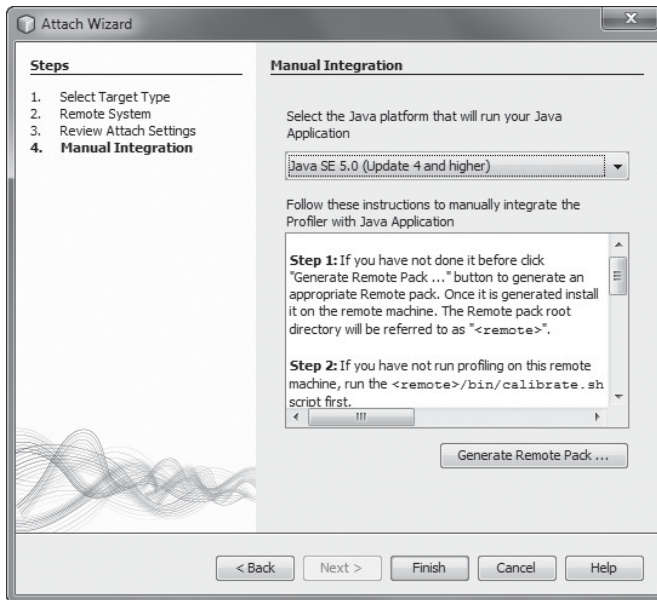 Attach Wizard
X
Steps
1. Select Target Type
2. Remote System
3. Review Attach Settings
4. Manual Integration
Manual Integration
Select the Java platform that will run your Java
Application
Java SE 5.0 (Update 4 and higher)
Follow these instructions to manually integrate the
Profiler with Java Application
Step 1: If you have not done it before click
"Generate Remote Pack ..." button to generate an
appropriate Remote pack. Once it is generated install
it on the remote machine. The Remote pack root
directory will be referred to as "<remote>".
Step 2: If you have not run profiling on this remote
machine, run the <remote>/bin/calibrate.sh
script first.
Generate Remote Pack ...
< Back
Next >
Finish
Cancel
Help